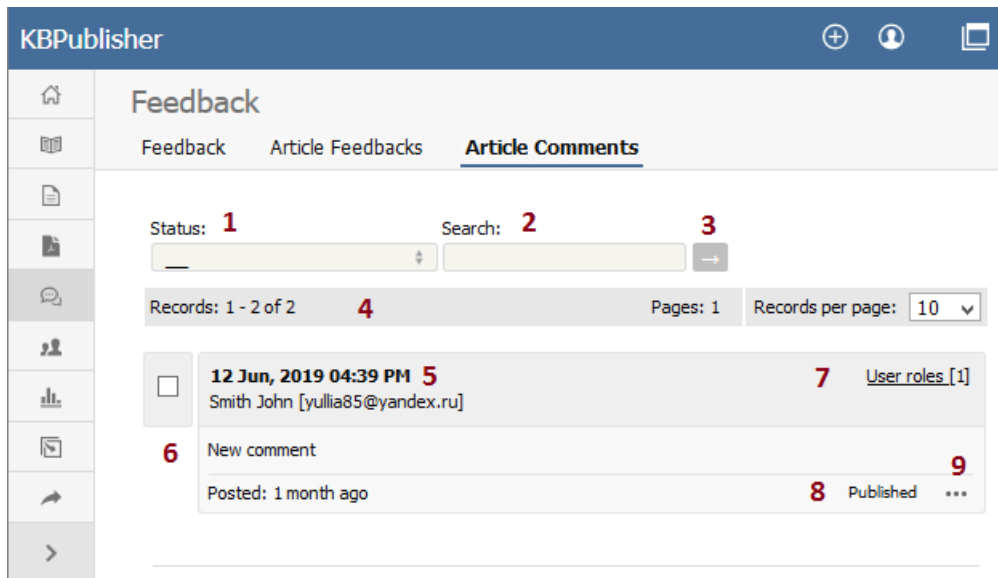 KBPublisher
Feedback
Feedback Article Feedbacks Article Comments
Status: 1 Search: 2 3
__ →
Records: 1 - 2 of 2 4 Pages: 1 Records per page: 10
12 Jun, 2019 04:39 PM 5 7 User roles [1]
Smith John [yullia85@yandex.ru]
6 New comment 9
Posted: 1 month ago 8 Published ...